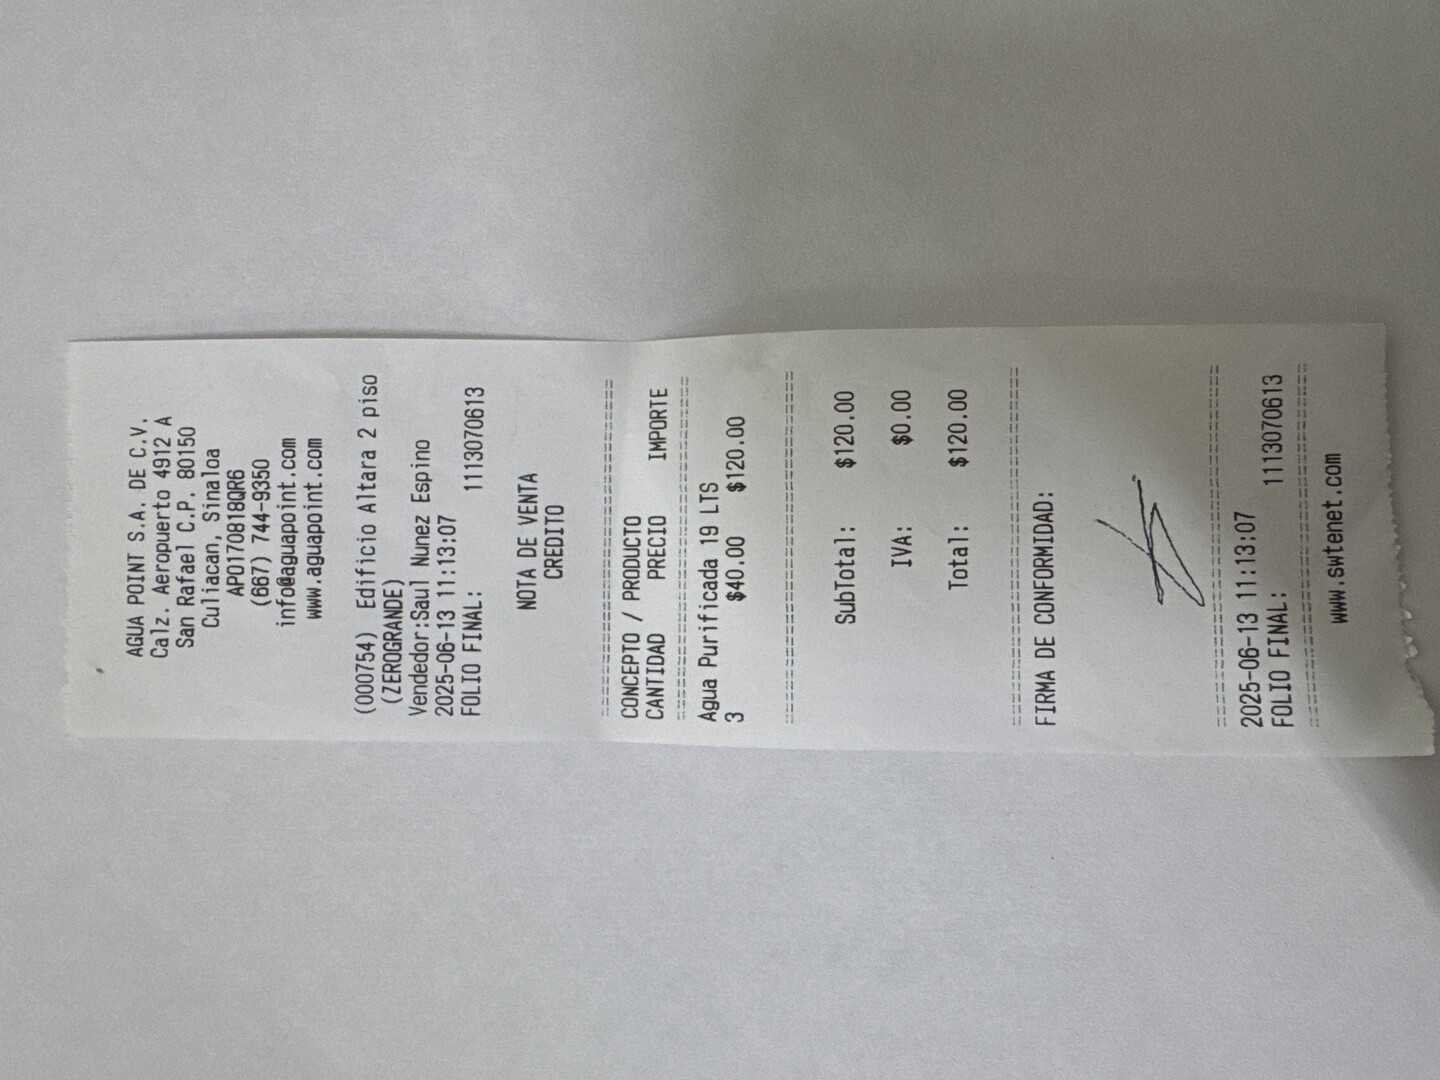 AGUA POINT S.A. DE C.V.
Calz. Aeropuerto 4912 A
San Rafael C.P. 80150
Culiacan, Sinaloa
APO170818QR6
(667) 744-9350
info@aguapoint.com
www.aguapoint.com
(000754) Edificio Altara 2 piso
(ZEROGRANDE)
Vendedor:Saul Nunez Espino
2025-06-13 11:13:07
FOLIO FINAL: 1113070613
NOTA DE VENTA
CREDITO
================================
CONCEPTO / PRODUCTO
CANTIDAD PRECIO IMPORTE
================================
Agua Purificada 19 LTS
3 $40.00 $120.00
================================
SubTotal: $120.00
IVA: $0.00
Total: $120.00
================================
FIRMA DE CONFORMIDAD:
================================
2025-06-13 11:13:07
FOLIO FINAL: 1113070613
================================
www.swtenet.com